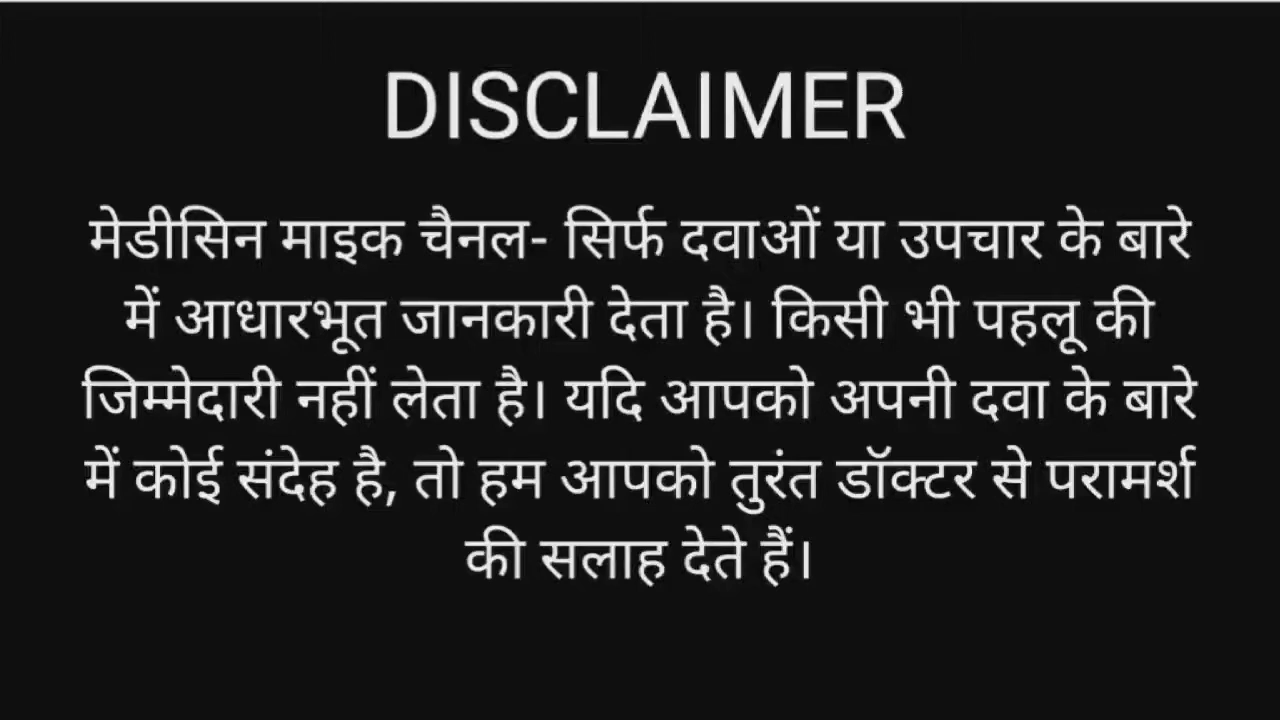 DISCLAIMER
मेडीसिन माइक चैनल- सिर्फ दवाओं या उपचार के बारे
में आधारभूत जानकारी देता है। किसी भी पहलू की
जिम्मेदारी नहीं लेता है। यदि आपको अपनी दवा के बारे
में कोई संदेह है, तो हम आपको तुरंत डॉक्टर से परामर्श
की सलाह देते हैं।